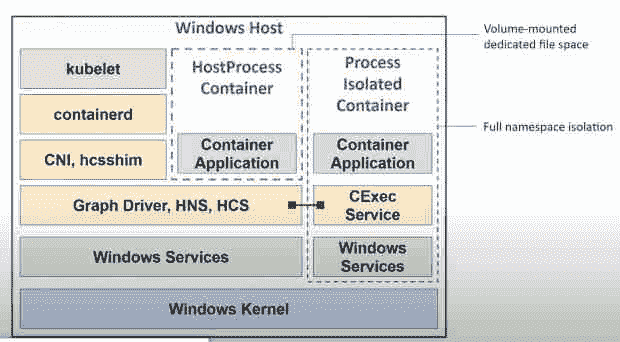 Windows Host
Volume-mounted
dedicated file space
kubelet
HostProcess
Container
Process
Isolated
Container
containerd
Full namespace isolation
CNI, hcsshim
Container
Application
Container
Application
Graph Driver, HNS, HCS
CExec
Service
Windows Services
Windows
Services
Windows Kernel